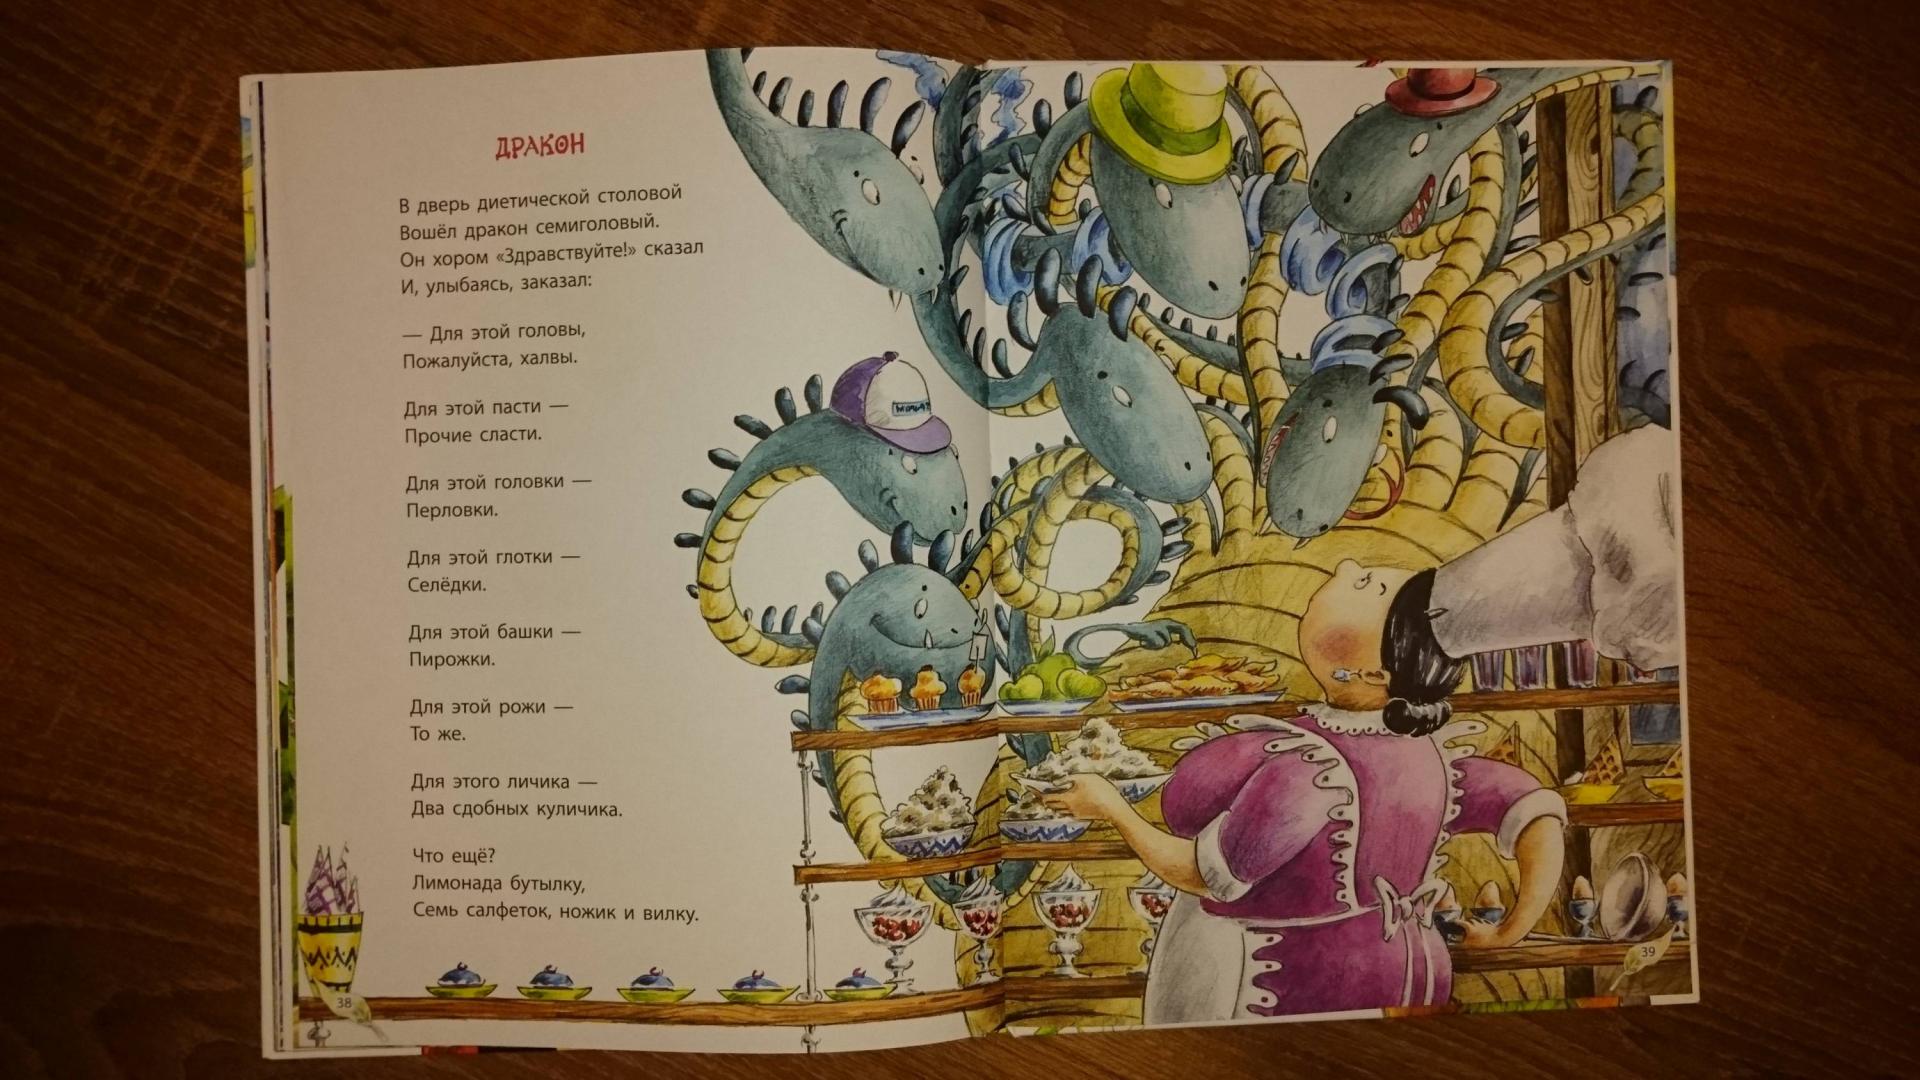 ДРАКОН
В дверь диетической столовой
Вошёл дракон семиголовый.
Он хором «Здравствуйте!» сказал
И, улыбаясь, заказал:
— Для этой головы,
Пожалуйста, халвы.
Для этой пасти —
Прочие сласти.
Для этой головки —
Перловки.
Для этой глотки —
Селёдки.
Для этой башки —
Пирожки.
Для этой рожи —
То же.
Для этого личика —
Два сдобных куличика.
Что ещё?
Лимонада бутылку,
Семь салфеток, ножик и вилку.
38
39